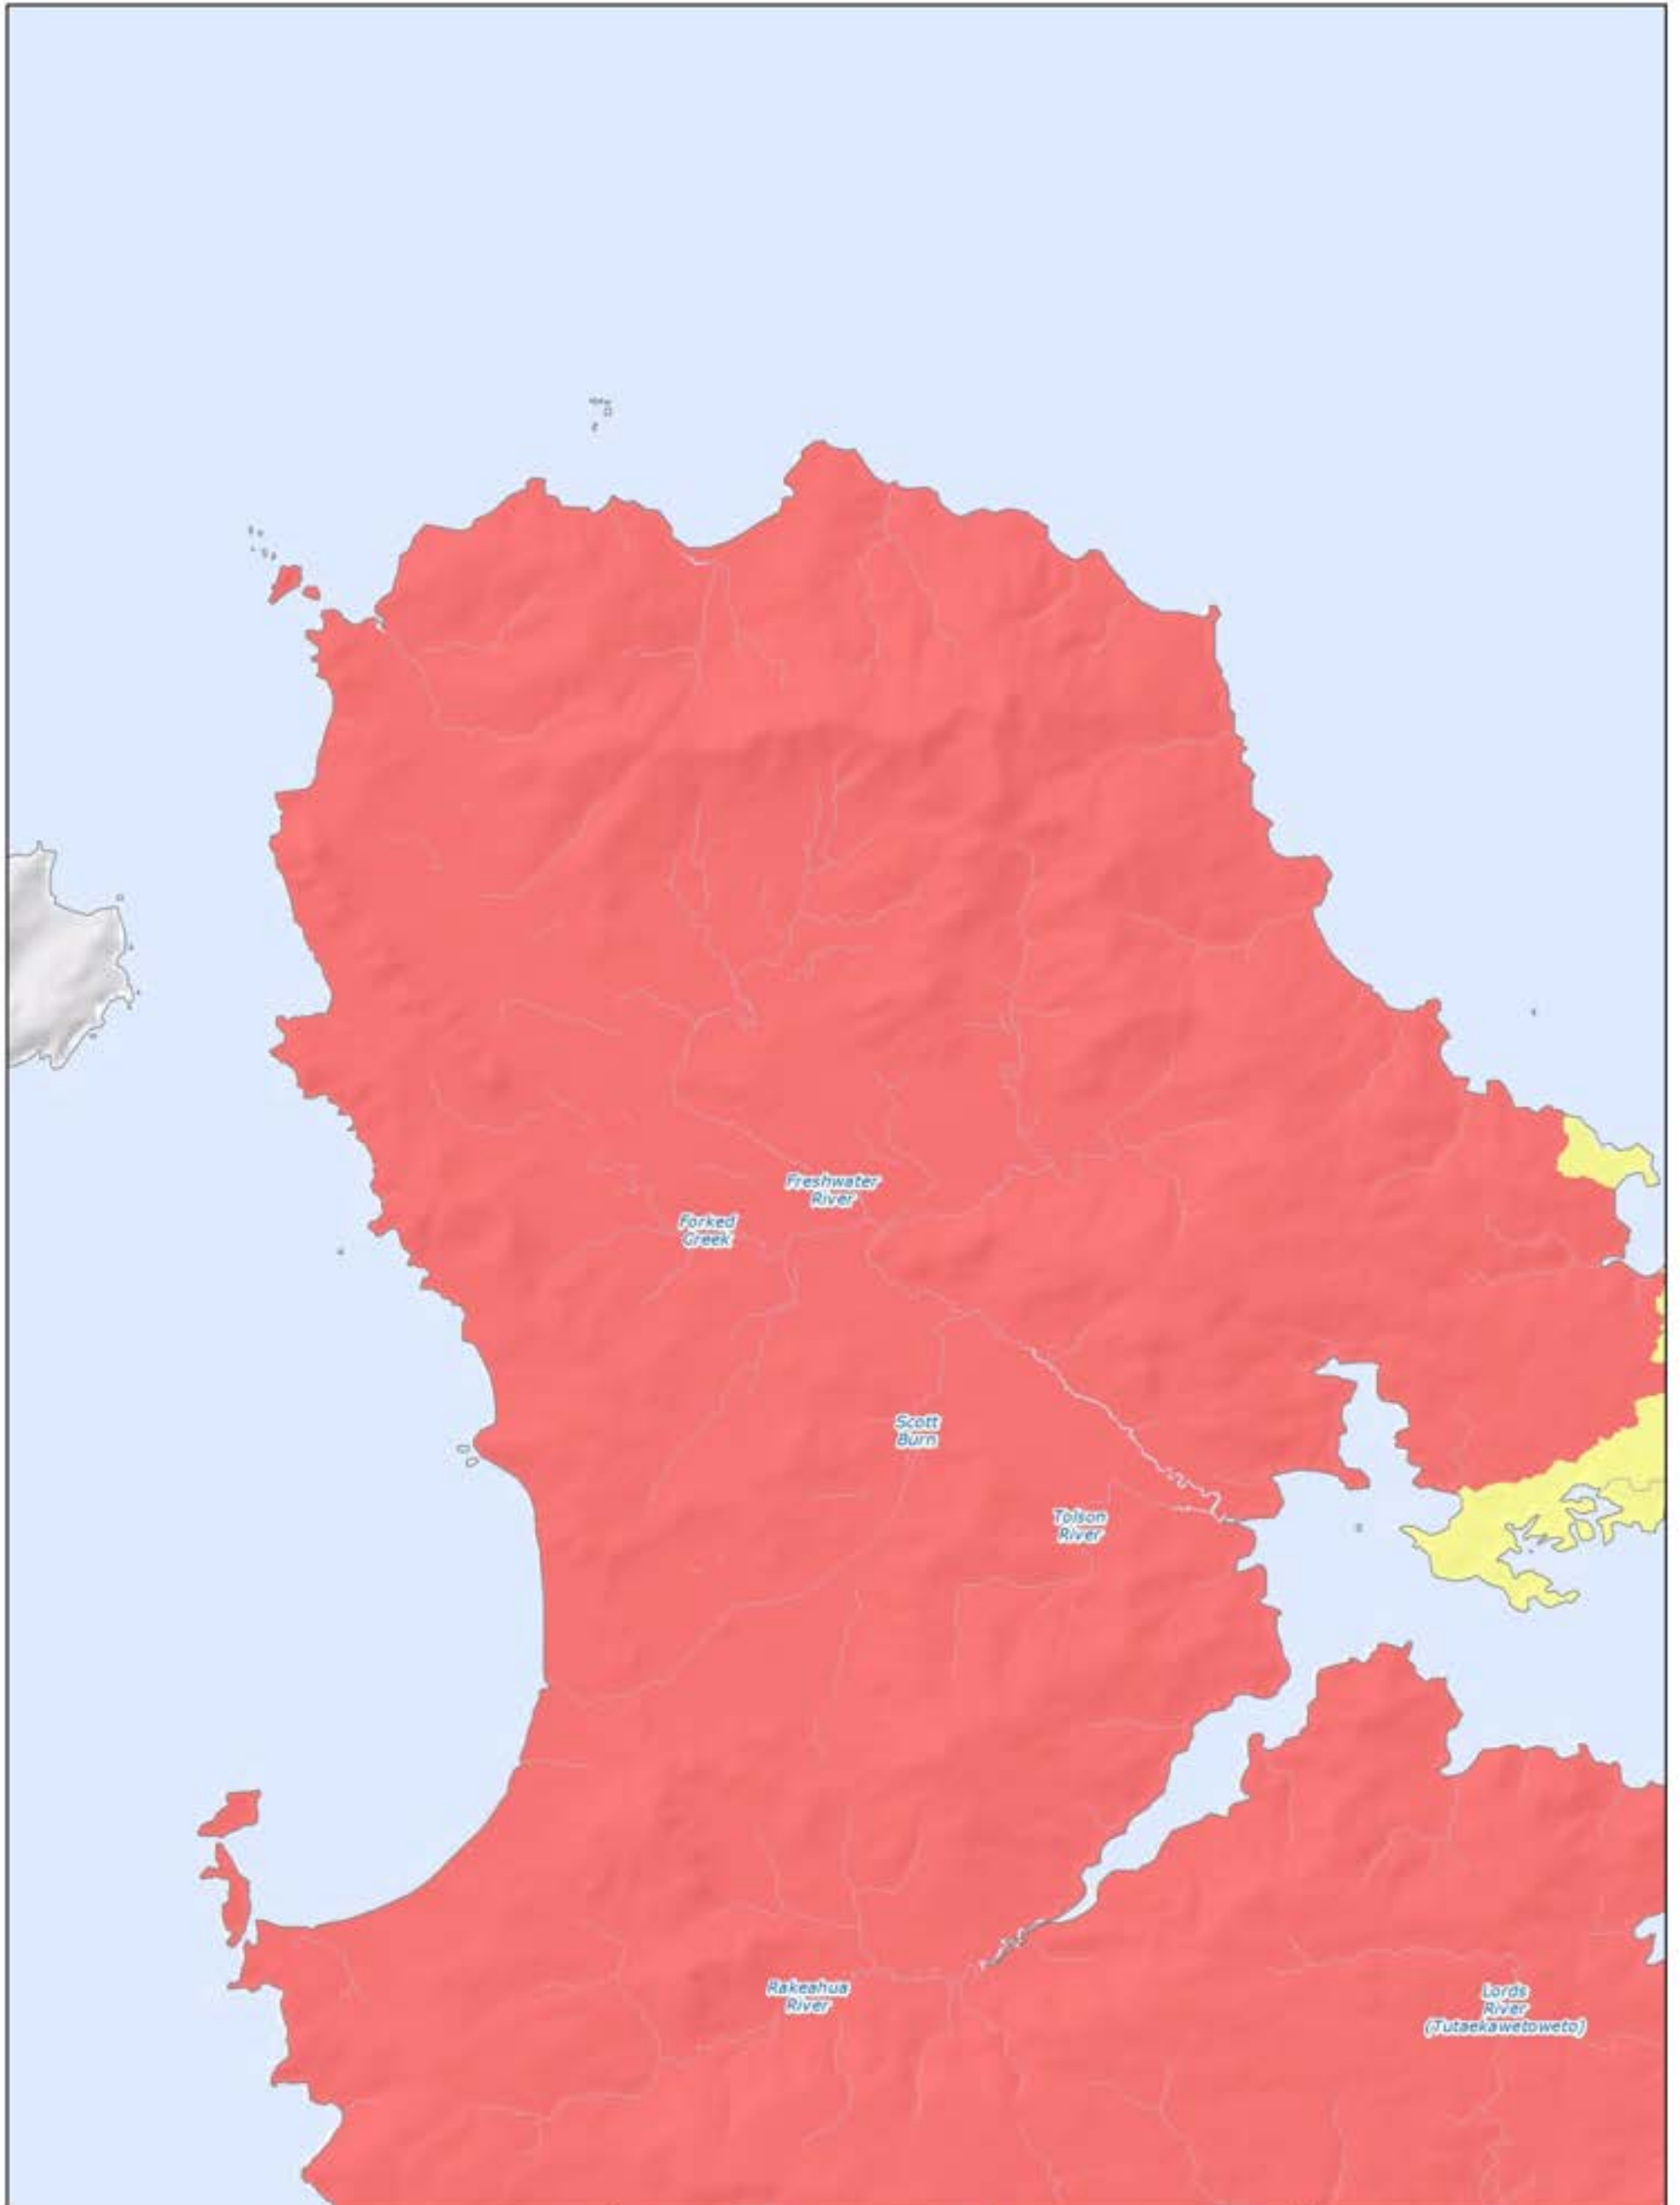 Freshwater
River
Forked
Creek
Scott
Burn
Tolson
River
Rakeahua
River
Lords
River
(Tutaekawetoweto)